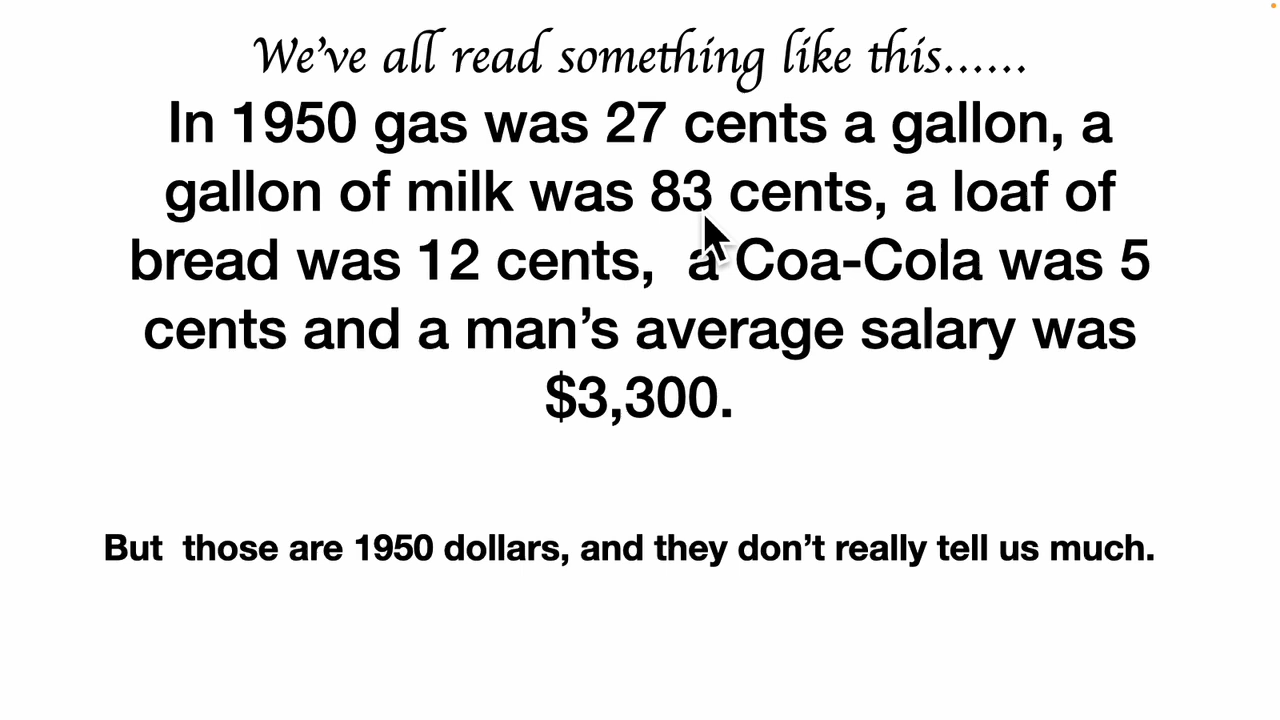 We’ve all read something like this......
In 1950 gas was 27 cents a gallon, a
gallon of milk was 83 cents, a loaf of
bread was 12 cents,  a Coa-Cola was 5
cents and a man’s average salary was
$3,300.
But  those are 1950 dollars, and they don’t really tell us much.